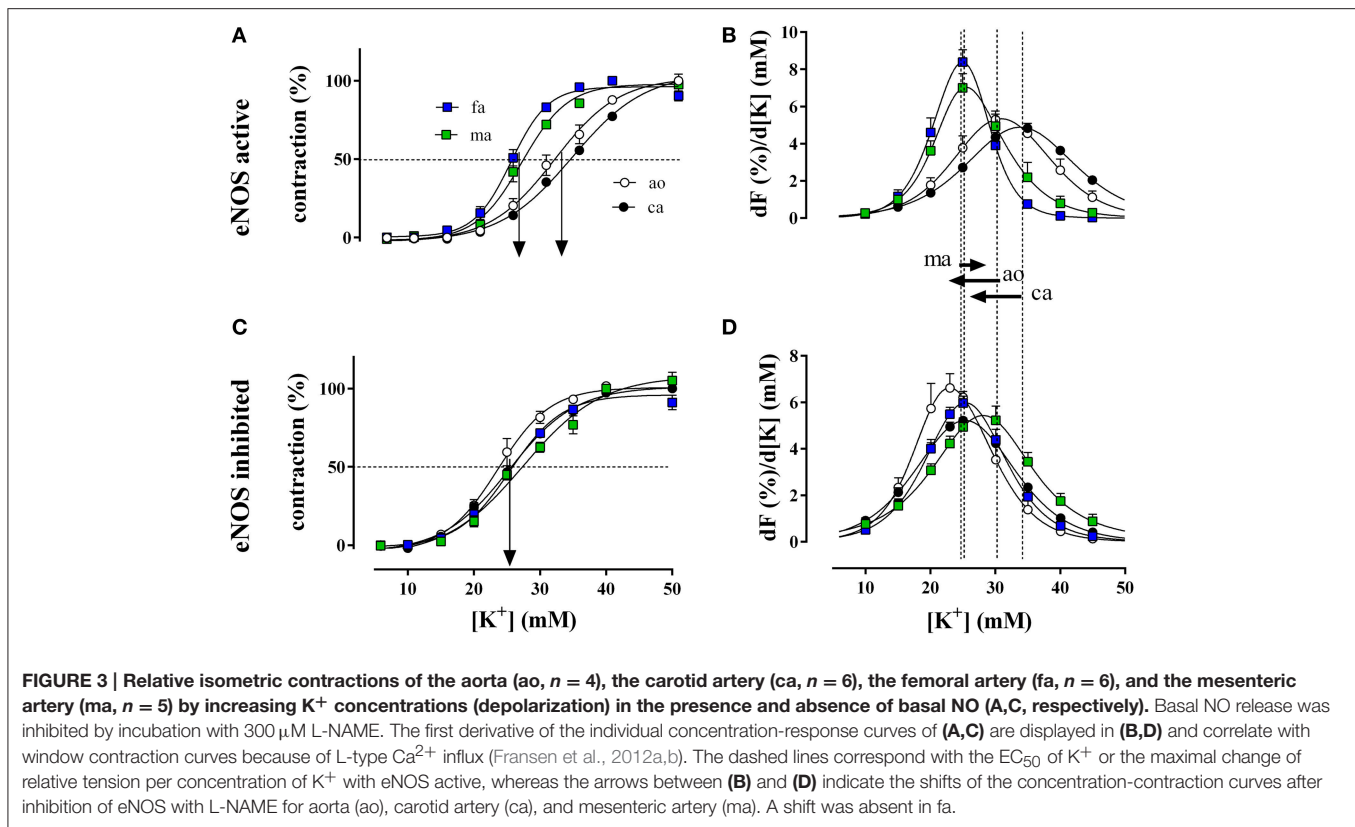 A
B
eNOS active
contraction (%)
100
50
0
fa
ma
ao
ca
dF (%)/d[K] (mM)
10
8
6
4
2
0
ma
ao
ca
C
D
eNOS inhibited
contraction (%)
100
50
0
10 20 30 40 50
[K+] (mM)
dF (%)/d[K] (mM)
8
6
4
2
0
10 20 30 40 50
[K+] (mM)
FIGURE 3 | Relative isometric contractions of the aorta (ao, n = 4), the carotid artery (ca, n = 6), the femoral artery (fa, n = 6), and the mesenteric
artery (ma, n = 5) by increasing K+ concentrations (depolarization) in the presence and absence of basal NO (A,C, respectively). Basal NO release was
inhibited by incubation with 300 μM L-NAME. The first derivative of the individual concentration-response curves of (A,C) are displayed in (B,D) and correlate with
window contraction curves because of L-type Ca2+ influx (Fransen et al., 2012a,b). The dashed lines correspond with the EC50 of K+ or the maximal change of
relative tension per concentration of K+ with eNOS active, whereas the arrows between (B) and (D) indicate the shifts of the concentration-contraction curves after
inhibition of eNOS with L-NAME for aorta (ao), carotid artery (ca), and mesenteric artery (ma). A shift was absent in fa.